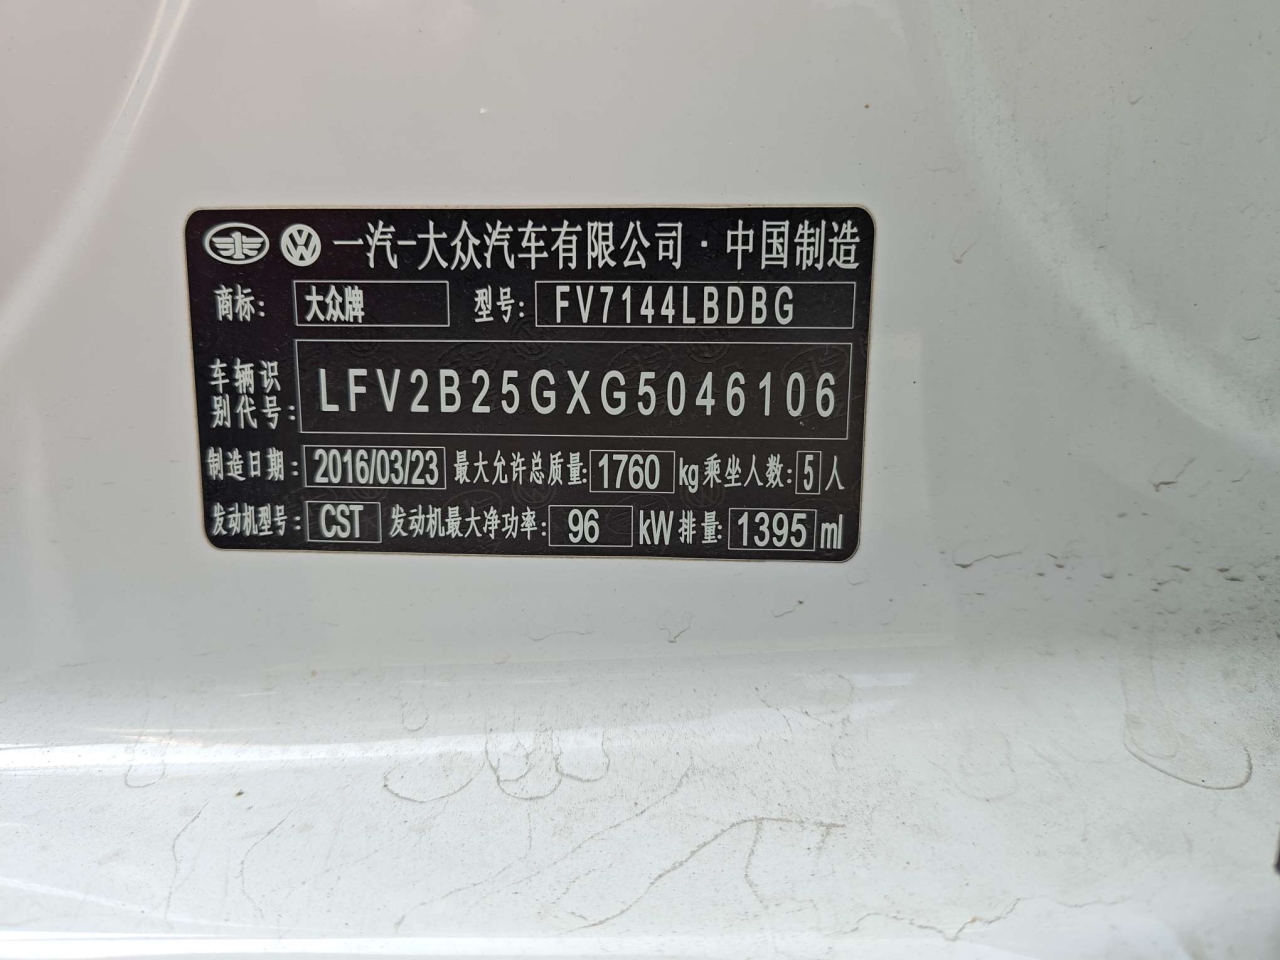 一汽-大众汽车有限公司·中国制造
商标: 大众牌 型号: FV7144LBDBG
车辆识别代号: LFV2B25GXG5046106
制造日期: 2016/03/23 最大允许总质量: 1760 kg 乘坐人数: 5 人
发动机型号: CST 发动机最大净功率: 96 kW 排量: 1395 ml